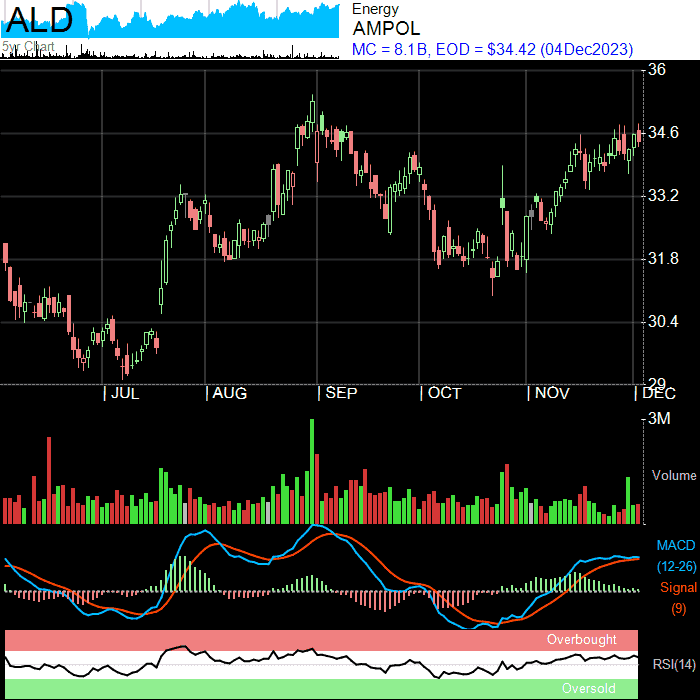 ALD
5yr Chart
Energy
AMPOL
MC = 8.1B, EOD = $34.42 (04Dec2023)
36
34.6
33.2
31.8
30.4
29
JUL
AUG
SEP
OCT
NOV
DEC
3M
Volume
MACD
(12-26)
Signal
(9)
Overbought
RSI(14)
Oversold